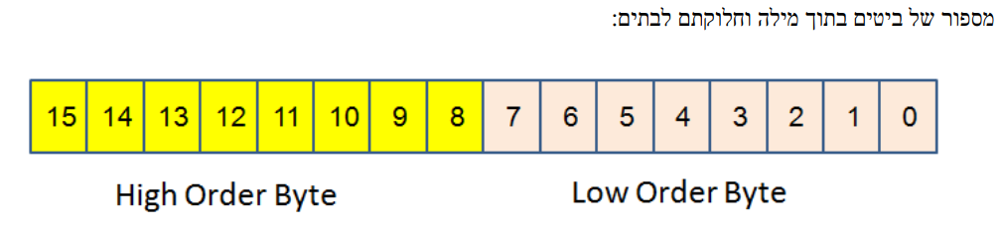 מספור של ביטים בתוך מילה וחלוקתם לבתים:
15 14 13 12 11 10 9 8 7 6 5 4 3 2 1 0
High Order Byte Low Order Byte